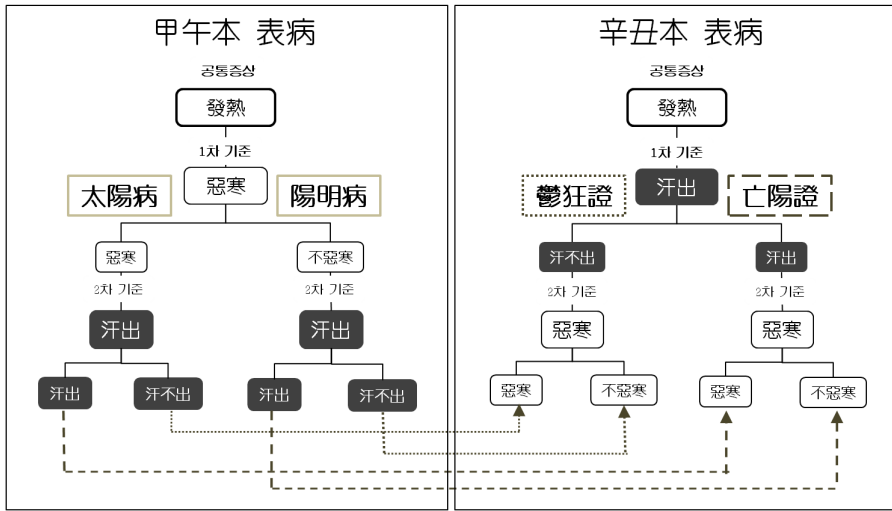 甲午本 表病
공통증상
發熱
1차 기준
太陽病
惡寒
陽明病
惡寒
不惡寒
2차 기준
2차 기준
汗出
汗出
汗出
汗不出
汗出
汗不出
辛丑本 表病
공통증상
發熱
1차 기준
鬱狂證
汗出
亡陽證
汗不出
汗出
2차 기준
2차 기준
惡寒
惡寒
惡寒
不惡寒
惡寒
不惡寒